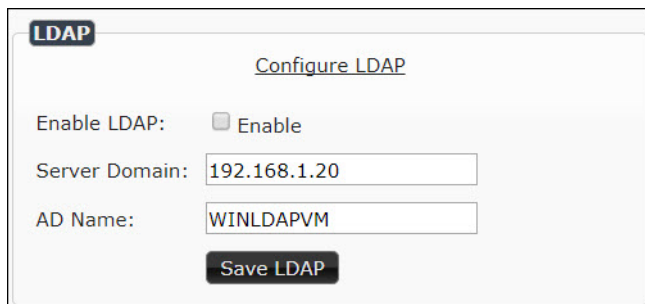 LDAP
Configure LDAP
Enable LDAP: Enable
Server Domain: 192.168.1.20
AD Name: WINLDAPVM
Save LDAP